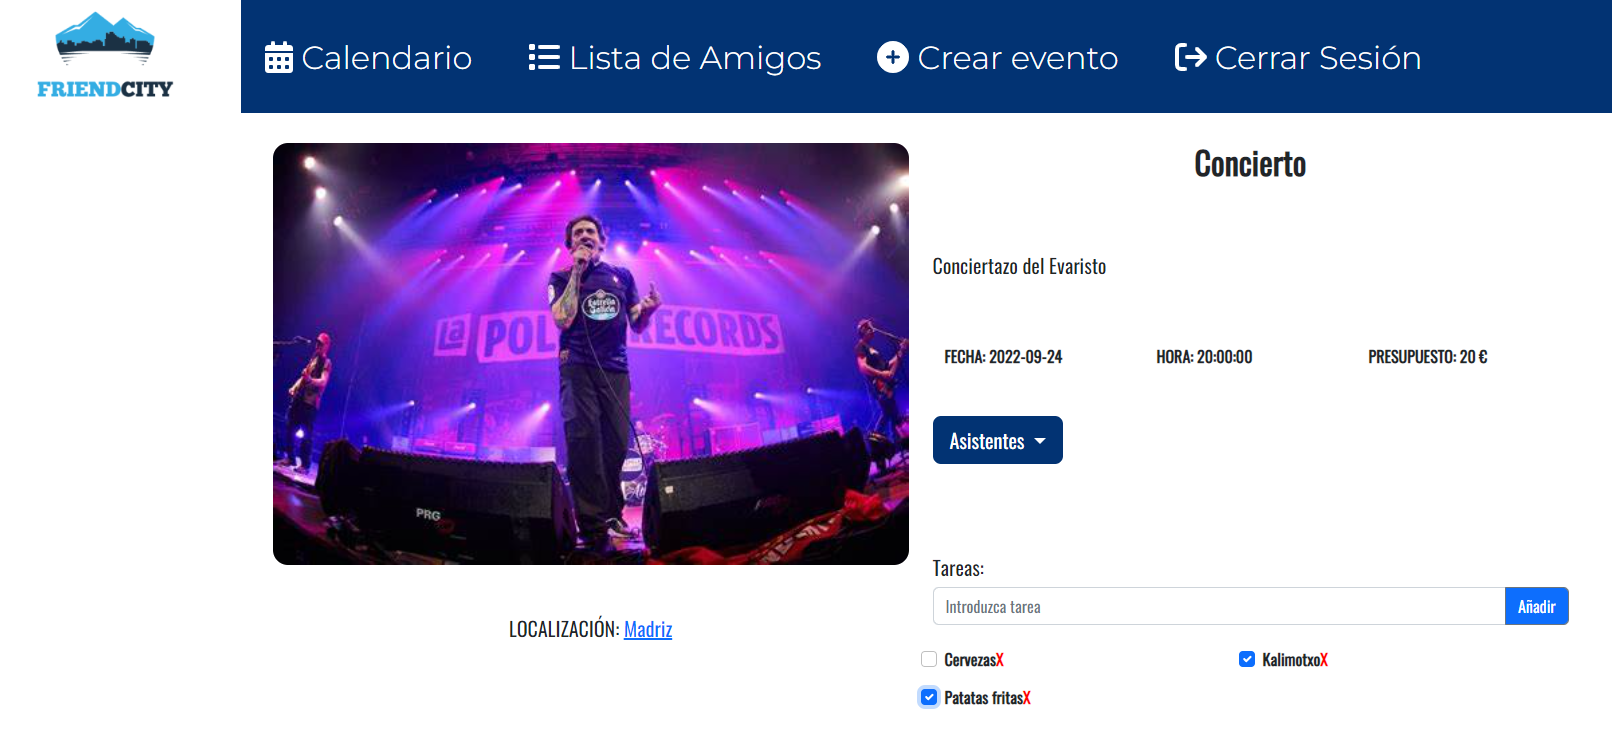 FRIENDCITY
Calendario
Lista de Amigos
Crear evento
Cerrar Sesión
La POL RECORDS
Estrella Galicia
PRG
Concierto
Conciertazo del Evaristo
FECHA: 2022-09-24
HORA: 20:00:00
PRESUPUESTO: 20 €
Asistentes
LOCALIZACIÓN: Madriz
Tareas:
Introduzca tarea
Añadir
CervezasX
KalimotxoX
Patatas fritasX